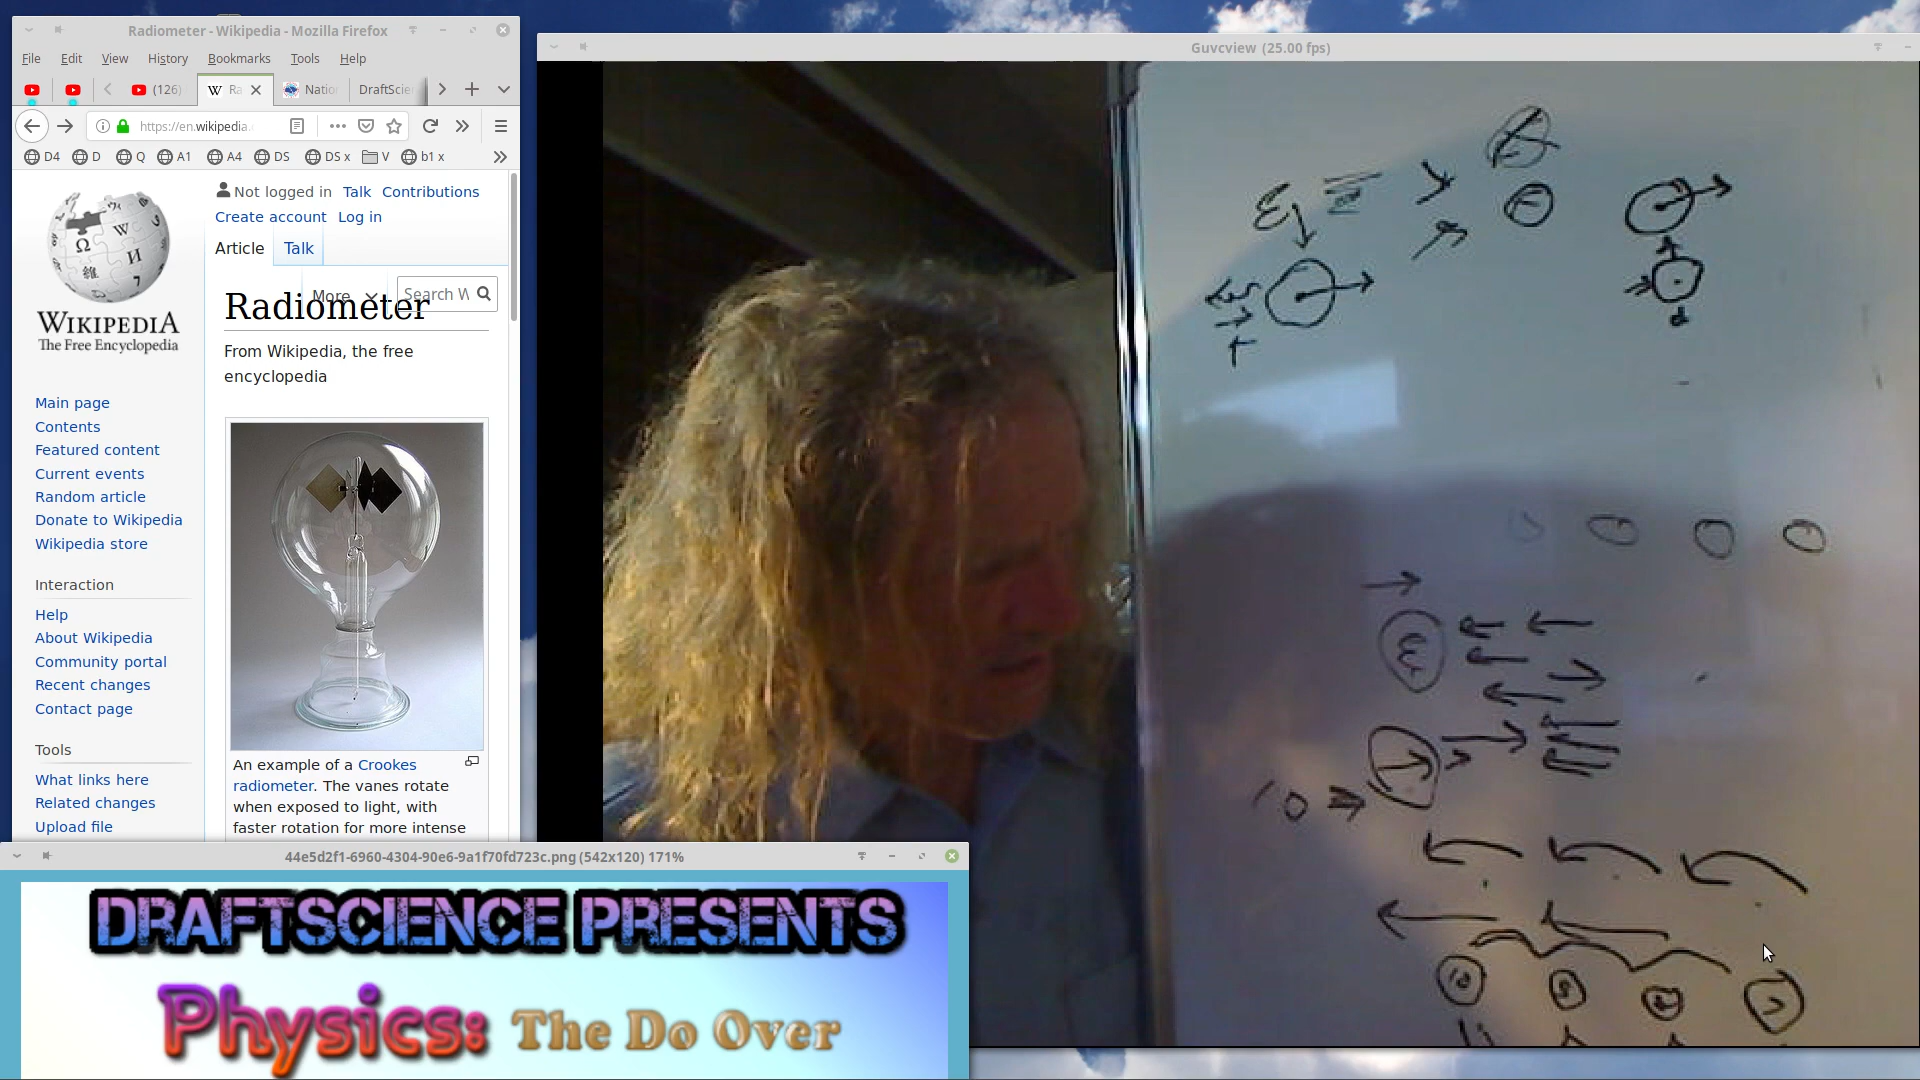 Radiometer - Wikipedia - Mozilla Firefox
File Edit View History Bookmarks Tools Help
(126) W Ra Natio DraftScien
https://en.wikipedia.
D4 D Q A1 A4 DS DS x V b1 x
Not logged in Talk Contributions
Create account Log in
Article Talk
More Search W
WIKIPEDIA
The Free Encyclopedia
Main page
Contents
Featured content
Current events
Random article
Donate to Wikipedia
Wikipedia store
Interaction
Help
About Wikipedia
Community portal
Recent changes
Contact page
Tools
What links here
Related changes
Upload file
Radiometer
From Wikipedia, the free
encyclopedia
An example of a Crookes
radiometer. The vanes rotate
when exposed to light, with
faster rotation for more intense
Guvcview (25.00 fps)
10
10
44e5d2f1-6960-4304-90e6-9a1f70fd723c.png (542x120) 171%
DRAFTSCIENCE PRESENTS
Physics: The Do Over